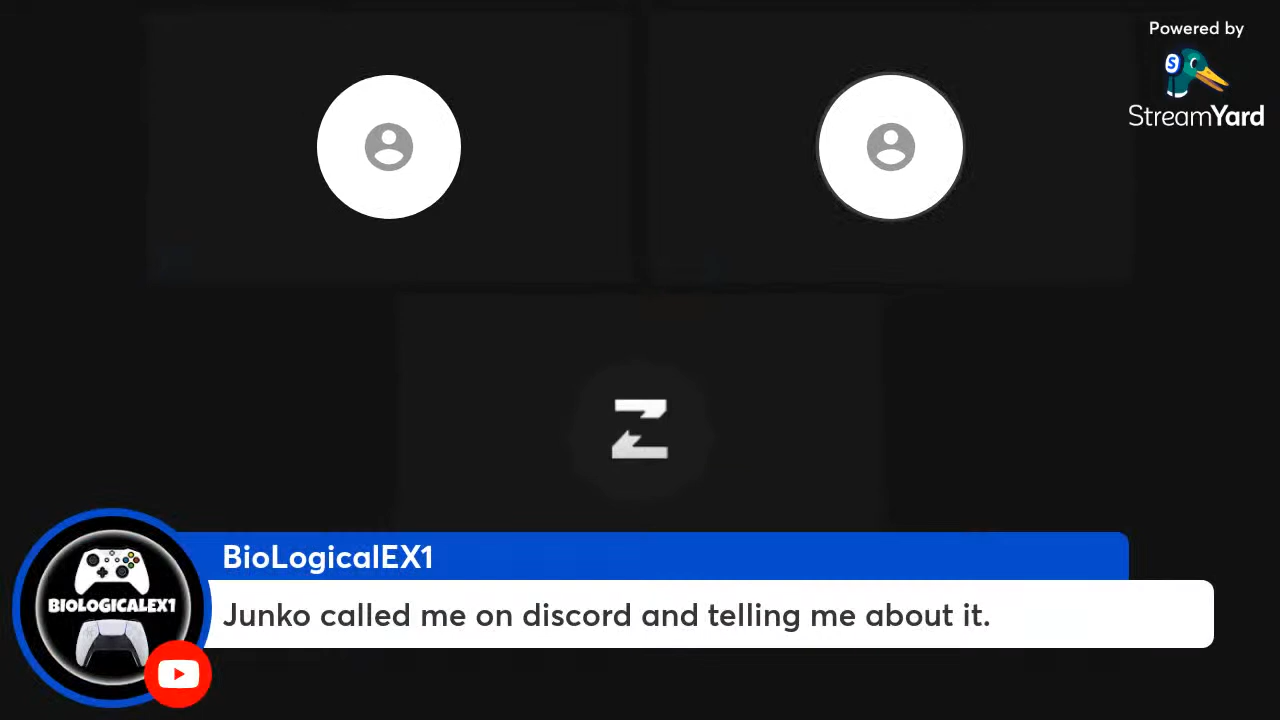 Powered by
S
StreamYard
Z
BioLogicalEX1
BIOLOGICALEX1
Junko called me on discord and telling me about it.